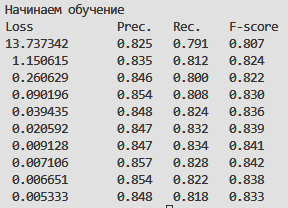 Начинаем обучение
Loss Prec. Rec. F-score
13.737342 0.825 0.791 0.807
1.150615 0.835 0.812 0.824
0.260629 0.846 0.800 0.822
0.090196 0.854 0.808 0.830
0.039435 0.848 0.824 0.836
0.020592 0.847 0.832 0.839
0.009128 0.847 0.834 0.841
0.007106 0.857 0.828 0.842
0.006651 0.854 0.822 0.838
0.005333 0.848 0.818 0.833